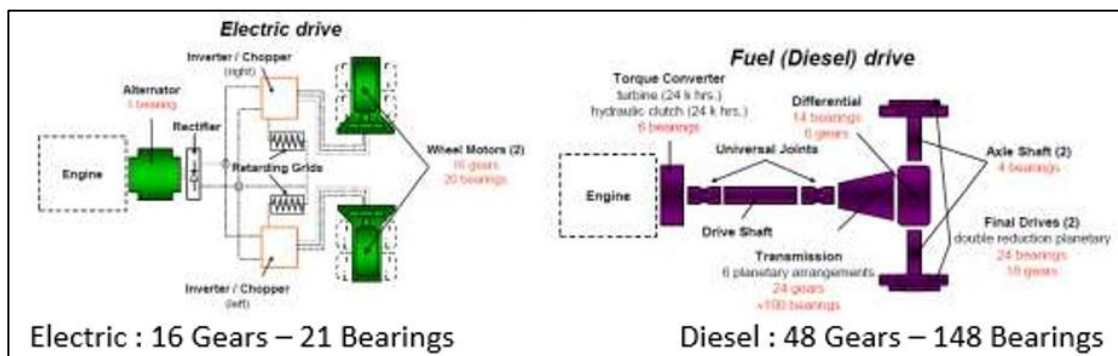 Electric drive
Inverter / Chopper
(right)
Alternator
1 bearing
Rectifier
Engine
Retarding Grids
Wheel Motors (2)
16 gears
20 bearings
Inverter / Chopper
(left)
Electric : 16 Gears – 21 Bearings
Fuel (Diesel) drive
Torque Converter
turbine (24 k hrs.)
hydraulic clutch (24 k hrs.)
6 bearings
Differential
14 bearings
6 gears
Universal Joints
Axle Shaft (2)
4 bearings
Engine
Drive Shaft
Transmission
6 planetary arrangements
24 gears
>100 bearings
Final Drives (2)
double reduction planetary
24 bearings
18 gears
Diesel : 48 Gears – 148 Bearings